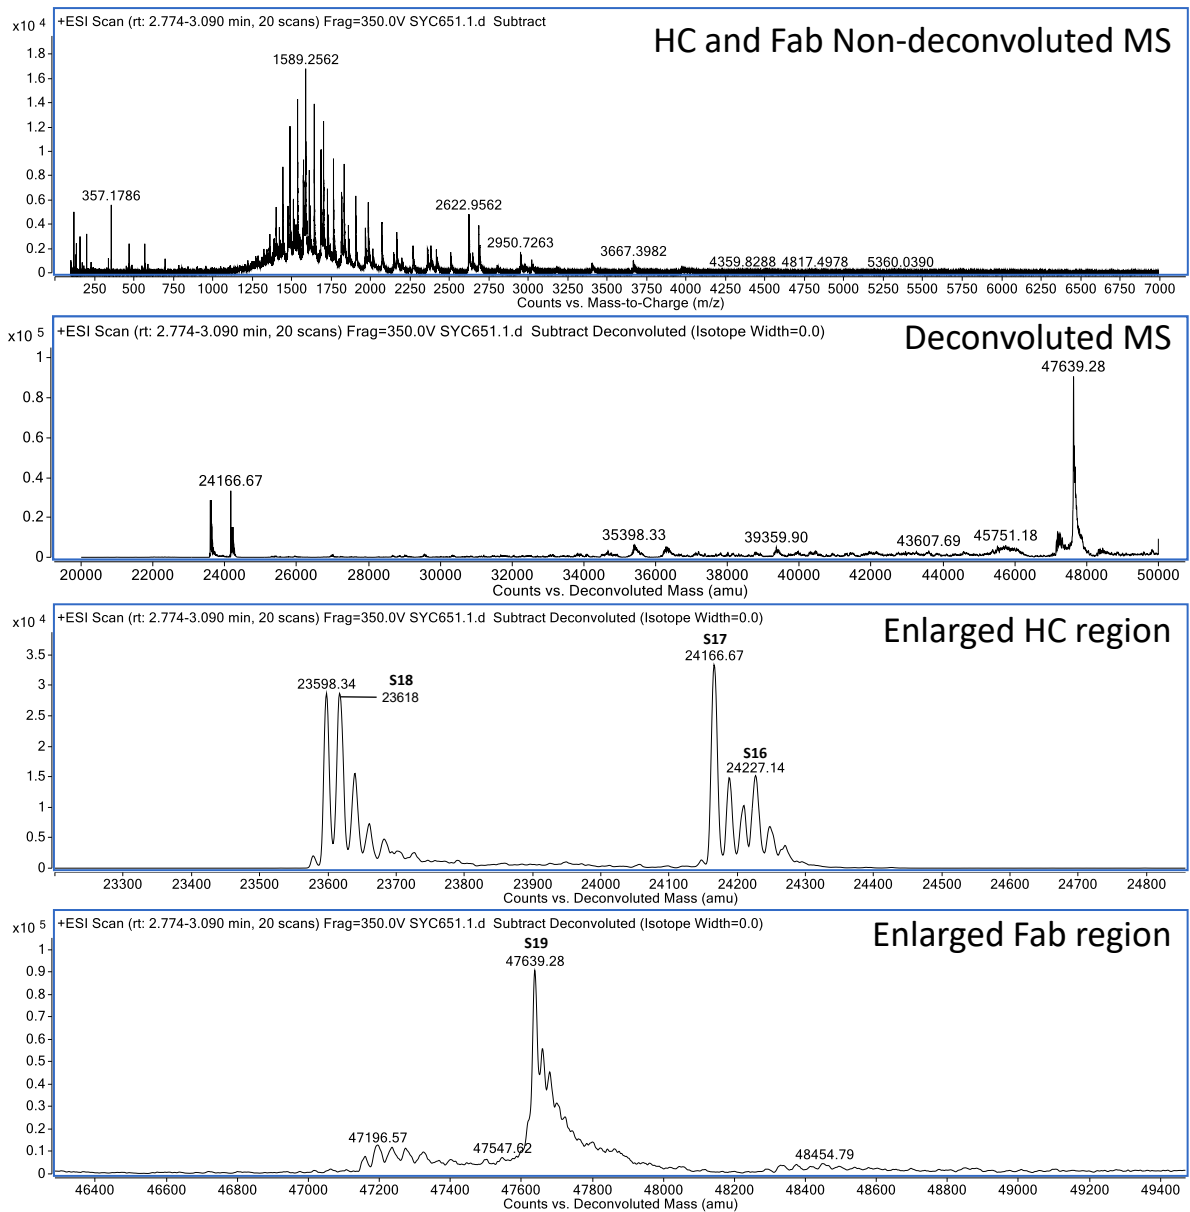 +ESI Scan (rt: 2.774-3.090 min, 20 scans) Frag=350.0V SYC651.1.d Subtract
HC and Fab Non-deconvoluted MS
x10 4
1.8
1.6
1.4
1.2
1
0.8
0.6
0.4
0.2
0
1589.2562
357.1786
2622.9562
2950.7263
3667.3982
4359.8288 4817.4978 5360.0390
250 500 750 1000 1250 1500 1750 2000 2250 2500 2750 3000 3250 3500 3750 4000 4250 4500 4750 5000 5250 5500 5750 6000 6250 6500 6750 7000
Counts vs. Mass-to-Charge (m/z)
+ESI Scan (rt: 2.774-3.090 min, 20 scans) Frag=350.0V SYC651.1.d Subtract Deconvoluted (Isotope Width=0.0)
Deconvoluted MS
x10 5
1
0.8
0.6
0.4
0.2
0
47639.28
24166.67
35398.33
39359.90
43607.69
45751.18
20000 22000 24000 26000 28000 30000 32000 34000 36000 38000 40000 42000 44000 46000 48000 50000
Counts vs. Deconvoluted Mass (amu)
+ESI Scan (rt: 2.774-3.090 min, 20 scans) Frag=350.0V SYC651.1.d Subtract Deconvoluted (Isotope Width=0.0)
Enlarged HC region
x10 4
3.5
3
2.5
2
1.5
1
0.5
0
23598.34
S18
23618
S17
24166.67
S16
24227.14
23300 23400 23500 23600 23700 23800 23900 24000 24100 24200 24300 24400 24500 24600 24700 24800
Counts vs. Deconvoluted Mass (amu)
+ESI Scan (rt: 2.774-3.090 min, 20 scans) Frag=350.0V SYC651.1.d Subtract Deconvoluted (Isotope Width=0.0)
Enlarged Fab region
x10 5
1
0.9
0.8
0.7
0.6
0.5
0.4
0.3
0.2
0.1
0
S19
47639.28
47196.57
47547.62
48454.79
46400 46600 46800 47000 47200 47400 47600 47800 48000 48200 48400 48600 48800 49000 49200 49400
Counts vs. Deconvoluted Mass (amu)